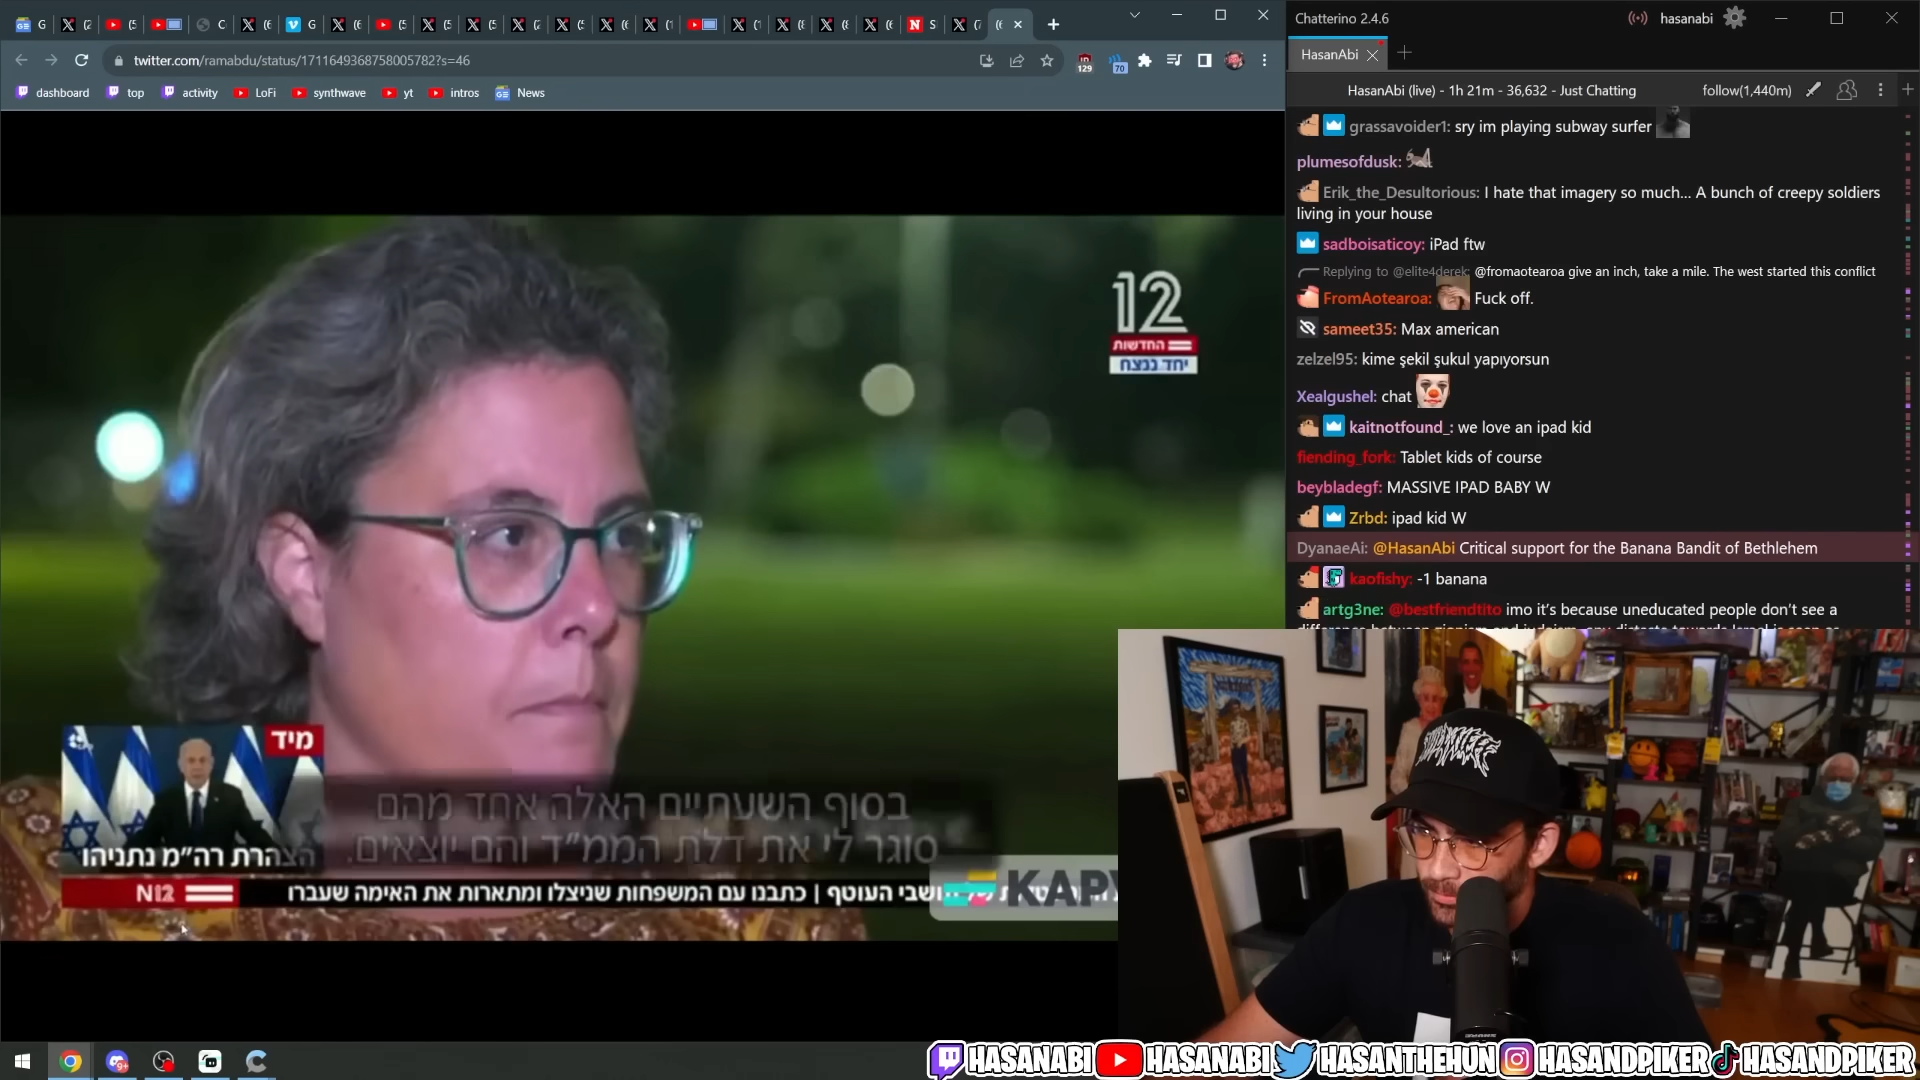 Chatterino 2.4.6
hasanabi
twitter.com/ramabdu/status/1711649368758005782?s=46
129
70
HasanAbi
dashboard
top
activity
LoFi
synthwave
yt
intros
News
HasanAbi (live) - 1h 21m - 36,632 - Just Chatting
follow(1,440m)
grassavoider1: sry im playing subway surfer
plumesofdusk:
Erik_the_Desultorious: I hate that imagery so much... A bunch of creepy soldiers
living in your house
sadboisaticoy: iPad ftw
Replying to @elite4derek: @fromaotearoa give an inch, take a mile. The west started this conflict
FromAotearoa: Fuck off.
sameet35: Max american
zelzel95: kime şekil şukul yapıyorsun
Xealgushel: chat
kaitnotfound_: we love an ipad kid
fiending_fork: Tablet kids of course
beybladegf: MASSIVE IPAD BABY W
Zrbd: ipad kid W
DyanaeAi: @HasanAbi Critical support for the Banana Bandit of Bethlehem
kaofishy: -1 banana
artg3ne: @bestfriendtito imo it's because uneducated people don't see a
12
החדשות
יחד ננצח
מיד
הצהרת רה"מ נתניהו
בסוף השעתיים האלה אחד מהם
סוגר לי את דלת הממ"ד והם יוצאים.
N12
שבי העוטף | כתבנו עם המשפחות שניצלו ומתארות את האימה שעברו
HASANABI
HASANABI
HASANTHEHUN
HASANDPIKER
HASANDPIKER